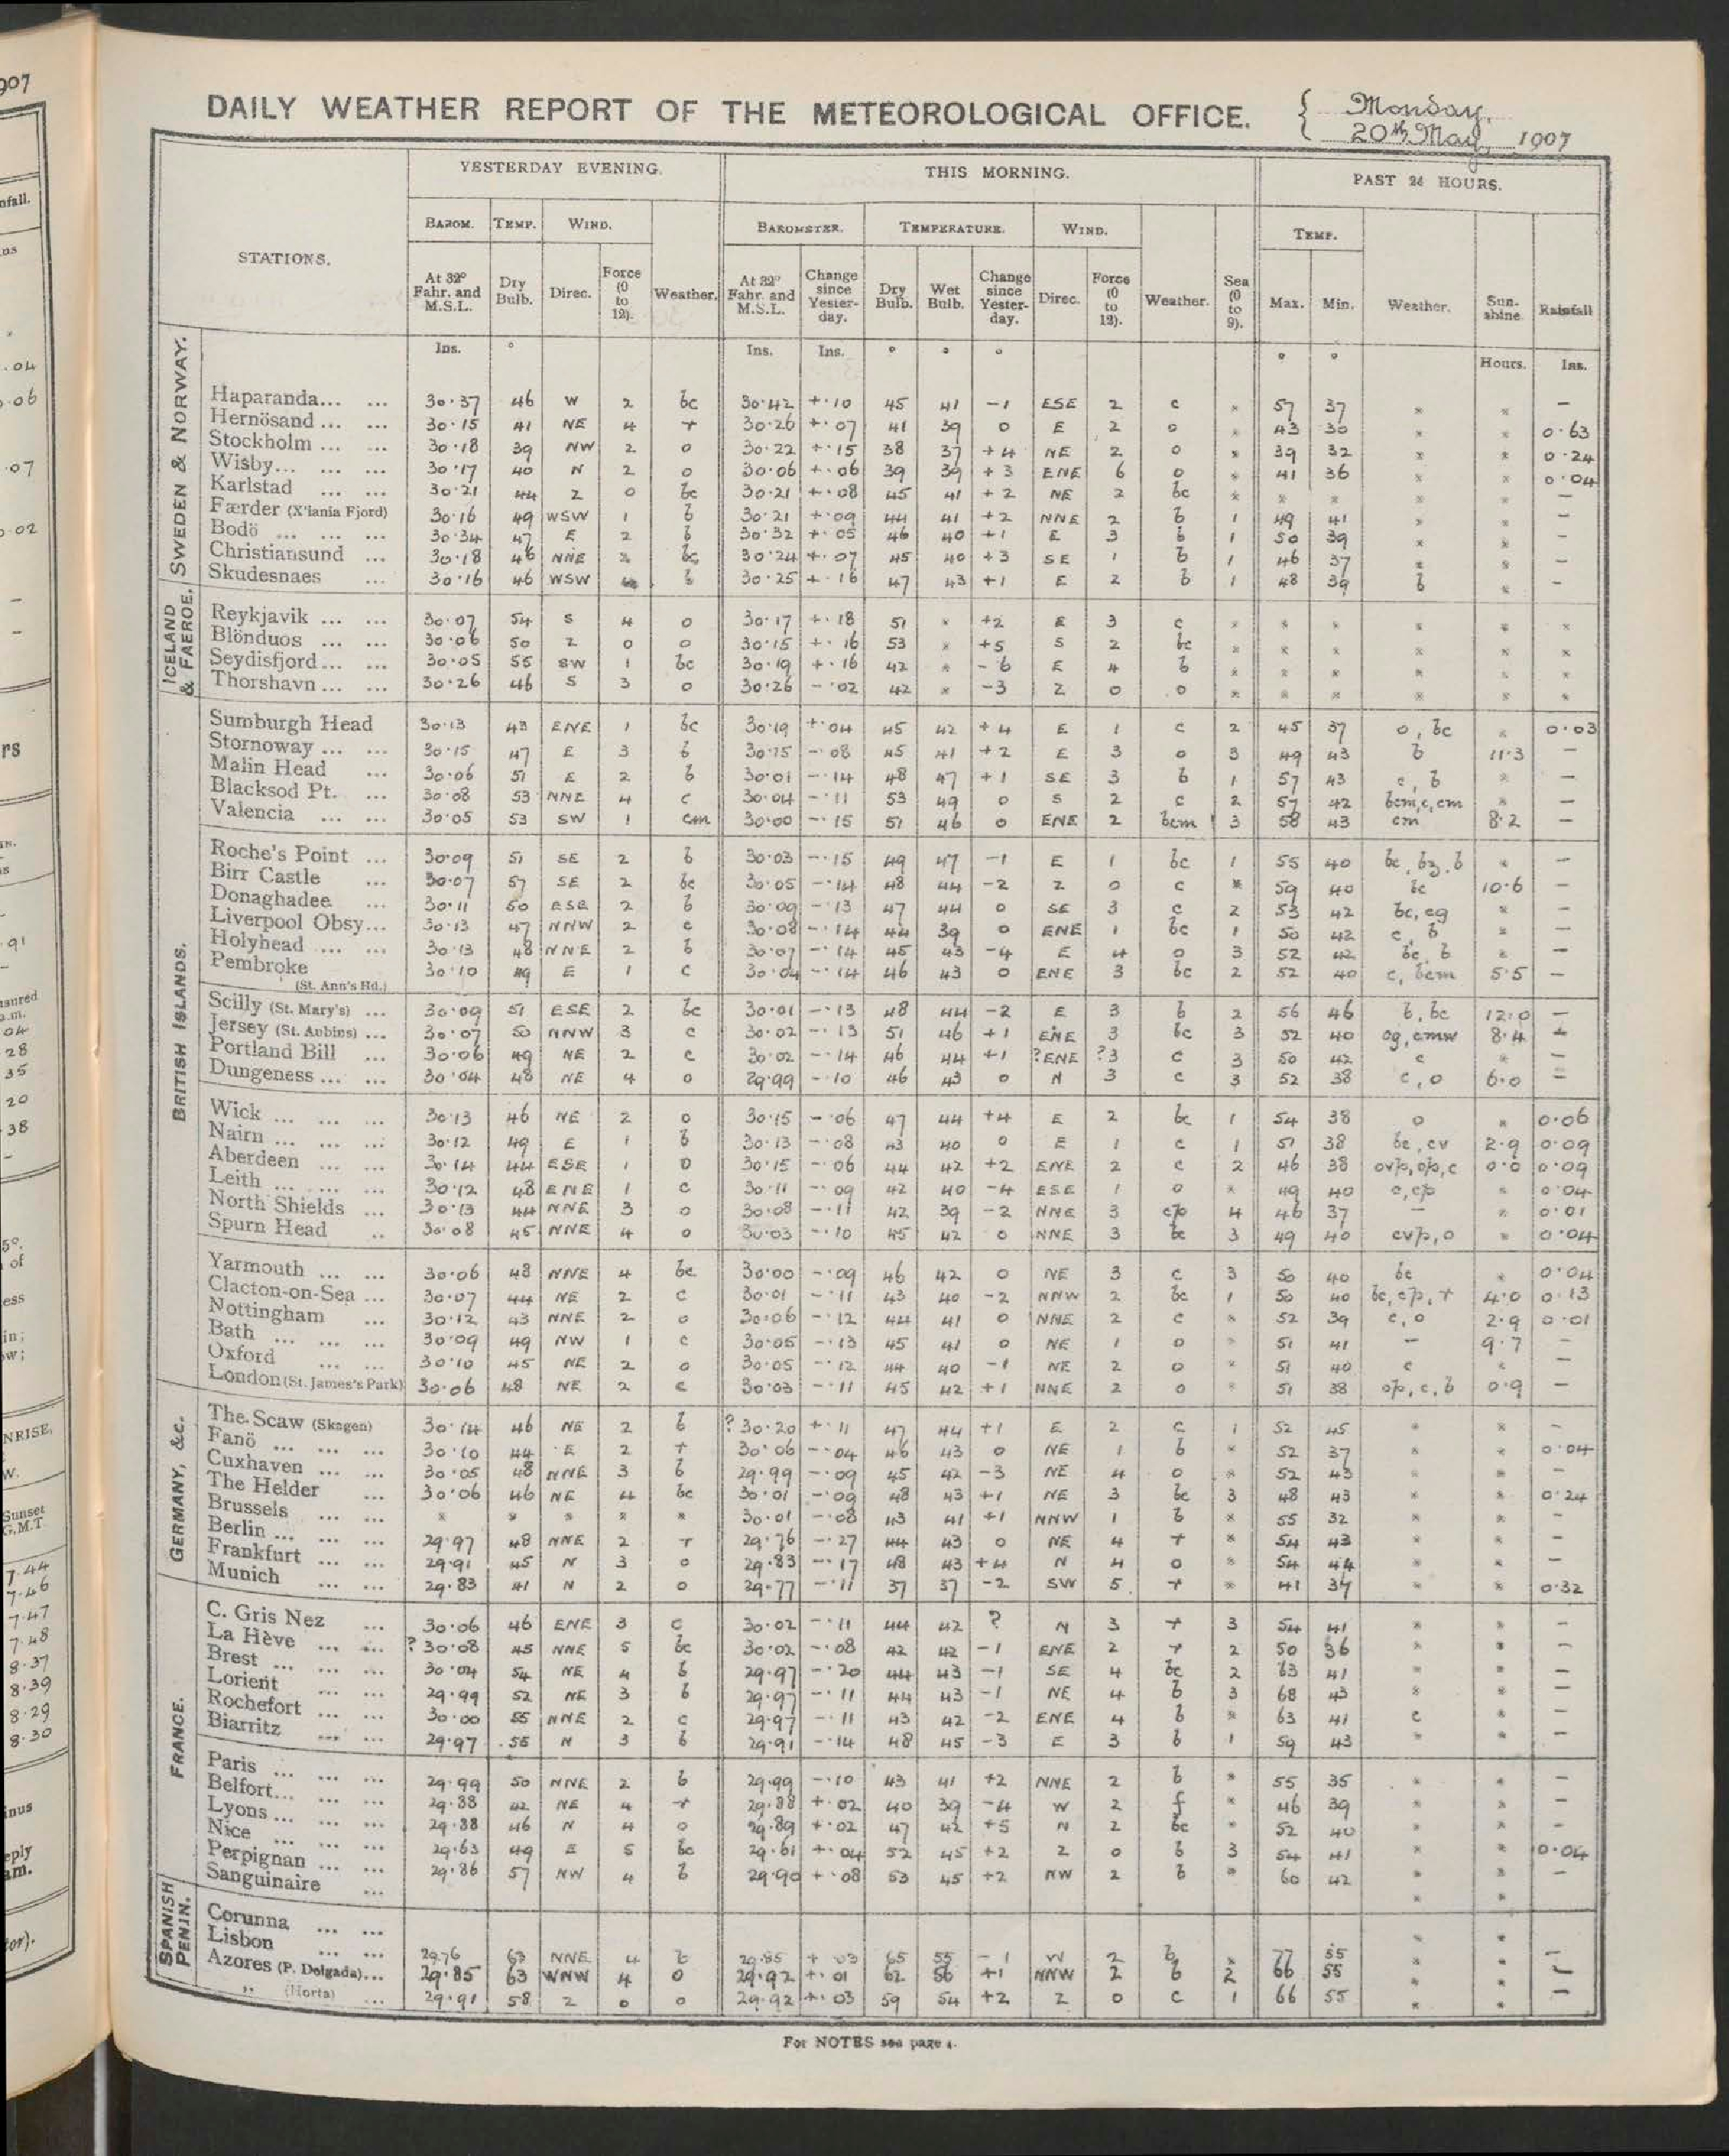 907
nfall.
ns
.04
.06
.07
0.02
rs
.91
04
28
35
20
38
5°.
of
ess
in;
w;
NRISE,
W.
Sunset
G.M.T
7.44
7.46
7.47
7.48
8.37
8.39
8.29
8.30
inus
eply
am.
tor).
DAILY WEATHER REPORT OF THE METEOROLOGICAL OFFICE. { Monday,
20th May, 1907
YESTERDAY EVENING. THIS MORNING. PAST 24 HOURS.
BAROM. TEMP. WIND. BAROMETER. TEMPERATURE. WIND. TEMP.
STATIONS. At 32° Fahr. and M.S.L. Dry Bulb. Direc. Force (0 to 12). Weather. At 32° Fahr. and M.S.L. Change since Yester-day. Dry Bulb. Wet Bulb. Change since Yester-day. Direc. Force (0 to 12). Weather. Sea (0 to 9). Max. Min. Weather. Sun-shine. Rainfall
Ins. ° Ins. Ins. ° ° ° ° ° Hours. Ins.
SWEDEN & NORWAY.
Haparanda... ... 30.37 46 W 2 bc 30.42 +.10 45 41 -1 ESE 2 c * 57 37 * * -
Hernösand ... ... 30.15 41 NE 4 r 30.26 +.07 41 39 0 E 2 o * 43 30 * * 0.63
Stockholm ... ... 30.18 39 NW 2 o 30.22 +.15 38 37 +4 NE 2 o * 39 32 * * 0.24
Wisby... ... ... 30.17 40 N 2 o 30.06 +.06 39 39 +3 ENE 6 o * 41 36 * * 0.04
Karlstad ... ... 30.21 44 Z 0 bc 30.21 +.08 45 41 +2 NE 2 bc * * * * * -
Færder (X'iania Fjord) 30.16 49 WSW 1 b 30.21 +.09 44 41 +2 NNE 2 b 1 49 41 * * -
Bodö ... ... ... 30.34 47 E 2 b 30.32 +.05 46 40 +1 E 3 b 1 50 39 * * -
Christiansund ... 30.18 46 NNE 2 bc 30.24 +.07 45 40 +3 SE 1 b 1 46 37 * * -
Skudesnaes ... 30.16 46 WSW b 30.25 +.16 47 43 +1 E 2 b 1 48 39 b * -
ICELAND & FAEROE.
Reykjavik ... ... 30.07 54 S 4 o 30.17 +.18 51 * +2 E 3 c * * * * * *
Blönduos ... ... 30.06 50 Z 0 o 30.15 +.16 53 * +5 S 2 bc * * * * * *
Seydisfjord... ... 30.05 55 SW 1 bc 30.19 +.16 42 * -6 E 4 b * * * * * *
Thorshavn ... ... 30.26 46 S 3 o 30.26 -.02 42 * -3 Z 0 o * * * * * *
BRITISH ISLANDS.
Sumburgh Head 30.13 43 ENE 1 bc 30.19 +.04 45 42 +4 E 1 c 2 45 37 o, bc * 0.03
Stornoway ... ... 30.15 47 E 3 b 30.15 -.08 45 41 +2 E 3 o 3 49 43 b 11.3 -
Malin Head ... 30.06 51 E 2 b 30.01 -.14 48 47 +1 SE 3 b 1 57 43 c, b * -
Blacksod Pt. ... 30.08 53 NNE 4 c 30.04 -.11 53 49 0 S 2 c 2 57 42 bcm, c, cm * -
Valencia ... ... 30.05 53 SW 1 cm 30.00 -.15 51 46 0 ENE 2 bcm 3 58 43 cm 8.2 -
Roche's Point ... 30.09 51 SE 2 b 30.03 -.15 49 47 -1 E 1 bc 1 55 40 bc, bz, b * -
Birr Castle ... 30.07 57 SE 2 bc 30.05 -.14 48 44 -2 Z 0 c * 59 40 bc 10.6 -
Donaghadee ... 30.11 50 ESE 2 b 30.09 -.13 47 44 0 SE 3 c 2 53 42 bc, cg * -
Liverpool Obsy... 30.13 47 NNW 2 c 30.08 -.14 44 39 0 ENE 1 bc 1 50 42 c, b * -
Holyhead ... ... 30.13 48 NNE 2 b 30.07 -.14 45 43 -4 E 4 o 3 52 42 bc, b * -
Pembroke 30.10 49 E 1 c 30.04 -.14 46 43 0 ENE 3 bc 2 52 40 c, bcm 5.5 -
(St. Ann's Hd.)
Scilly (St. Mary's) ... 30.09 51 ESE 2 bc 30.01 -.13 48 44 -2 E 3 b 2 56 46 b, bc 12.0 -
Jersey (St. Aubins) ... 30.07 50 NNW 3 c 30.02 -.13 51 46 +1 ENE 3 bc 3 52 40 og, cmw 8.4 -
Portland Bill ... 30.06 49 NE 2 c 30.02 -.14 46 44 +1 ?ENE ?3 c 3 50 42 c * -
Dungeness ... ... 30.04 48 NE 4 o 29.99 -.10 46 43 0 N 3 c 3 52 38 c, o 6.0 -
Wick ... ... ... 30.13 46 NE 2 o 30.15 -.06 47 44 +4 E 2 bc 1 54 38 o * 0.06
Nairn ... ... ... 30.12 49 E 1 b 30.13 -.08 43 40 0 E 1 c 1 51 38 bc, cv 2.9 0.09
Aberdeen ... ... 30.14 44 ESE 1 o 30.15 -.06 44 42 +2 ENE 2 c 2 46 38 ovp, op, c 0.0 0.09
Leith ... ... ... 30.12 48 ENE 1 c 30.11 -.09 42 40 -4 ESE 1 o * 49 40 c, cp * 0.04
North Shields ... 30.13 44 NNE 3 o 30.08 -.11 42 39 -2 NNE 3 cp 4 46 37 - * 0.01
Spurn Head .. 30.08 45 NNE 4 o 30.03 -.10 45 42 0 NNE 3 bc 3 49 40 cvp, o * 0.04
Yarmouth ... ... 30.06 48 NNE 4 bc 30.00 -.09 46 42 0 NE 3 c 3 50 40 bc * 0.04
Clacton-on-Sea ... 30.07 44 NE 2 c 30.01 -.11 43 40 -2 NNW 2 bc 1 50 40 bc, cp, r 4.0 0.13
Nottingham ... 30.12 43 NNE 2 o 30.06 -.12 44 41 0 NNE 2 c * 52 39 c, o 2.9 0.01
Bath ... ... ... 30.09 49 NW 1 c 30.05 -.13 45 41 0 NE 1 o * 51 41 - 9.7 -
Oxford ... ... 30.10 45 NE 2 o 30.05 -.12 44 40 -1 NE 2 o * 51 40 c * -
London (St. James's Park) 30.06 48 NE 2 c 30.03 -.11 45 42 +1 NNE 2 o * 51 38 op, c, b 0.9 -
GERMANY, &c.
The Scaw (Skagen) 30.14 46 NE 2 b ?30.20 +.11 47 44 +1 E 2 c 1 52 45 * * -
Fanö ... ... ... 30.10 44 E 2 r 30.06 -.04 46 43 0 NE 1 b * 52 37 * * 0.04
Cuxhaven ... ... 30.05 48 NNE 3 b 29.99 -.09 45 42 -3 NE 4 o * 52 43 * * -
The Helder ... 30.06 46 NE 4 bc 30.01 -.09 48 43 +1 NE 3 bc 3 48 43 * * 0.24
Brussels ... ... * * * * * 30.01 -.08 43 41 +1 NNW 1 b * 55 32 * * -
Berlin ... ... ... 29.97 48 NNE 2 r 29.76 -.27 44 43 0 NE 4 r * 54 43 * * -
Frankfurt ... ... 29.91 45 N 3 o 29.83 -.17 48 43 +4 N 4 o * 54 44 * * -
Munich ... ... 29.83 41 N 2 o 29.77 -.11 37 37 -2 SW 5 r * 41 37 * * 0.32
FRANCE.
C. Gris Nez ... 30.06 46 ENE 3 c 30.02 -.11 44 42 ? N 3 r 3 54 41 * * -
La Hève ... ... ?30.08 45 NNE 5 bc 30.02 -.08 42 42 -1 ENE 2 r 2 50 36 * * -
Brest ... ... ... 30.04 54 NE 4 b 29.97 -.20 44 43 -1 SE 4 bc 2 63 41 * * -
Lorient ... ... 29.99 52 NE 3 b 29.97 -.11 44 43 -1 NE 4 b 3 68 43 * * -
Rochefort ... ... 30.00 55 NNE 2 c 29.97 -.11 43 42 -2 ENE 4 b * 63 41 c * -
Biarritz ... ... 29.97 55 N 3 b 29.91 -.14 48 45 -3 E 3 b 1 59 43 * * -
Paris ... ... ... 29.99 50 NNE 2 b 29.99 -.10 43 41 +2 NNE 2 b * 55 35 * * -
Belfort... ... ... 29.88 42 NE 4 r 29.88 +.02 40 39 -4 W 2 f * 46 39 * * -
Lyons ... ... ... 29.88 46 N 4 o 29.89 +.02 47 42 +5 N 2 bc * 52 40 * * -
Nice ... ... ... 29.63 49 E 5 bc 29.61 +.04 52 45 +2 Z 0 b 3 54 41 * * 0.04
Perpignan ... ... 29.86 57 NW 4 b 29.90 +.08 53 45 +2 NW 2 b * 60 42 * * -
Sanguinaire ... * *
SPANISH PENIN.
Corunna ... ... * *
Lisbon ... ... 29.76 63 NNE 4 b 29.85 +.03 65 55 -1 W 2 b * 77 55 * * -
Azores (P. Delgada)... 29.85 63 WNW 4 o 29.92 +.01 62 56 +1 NNW 2 b 2 66 55 * * -
„ (Horta) ... 29.91 58 Z 0 o 29.92 +.03 59 54 +2 Z 0 c 1 66 55 * * -
For NOTES see page 4.